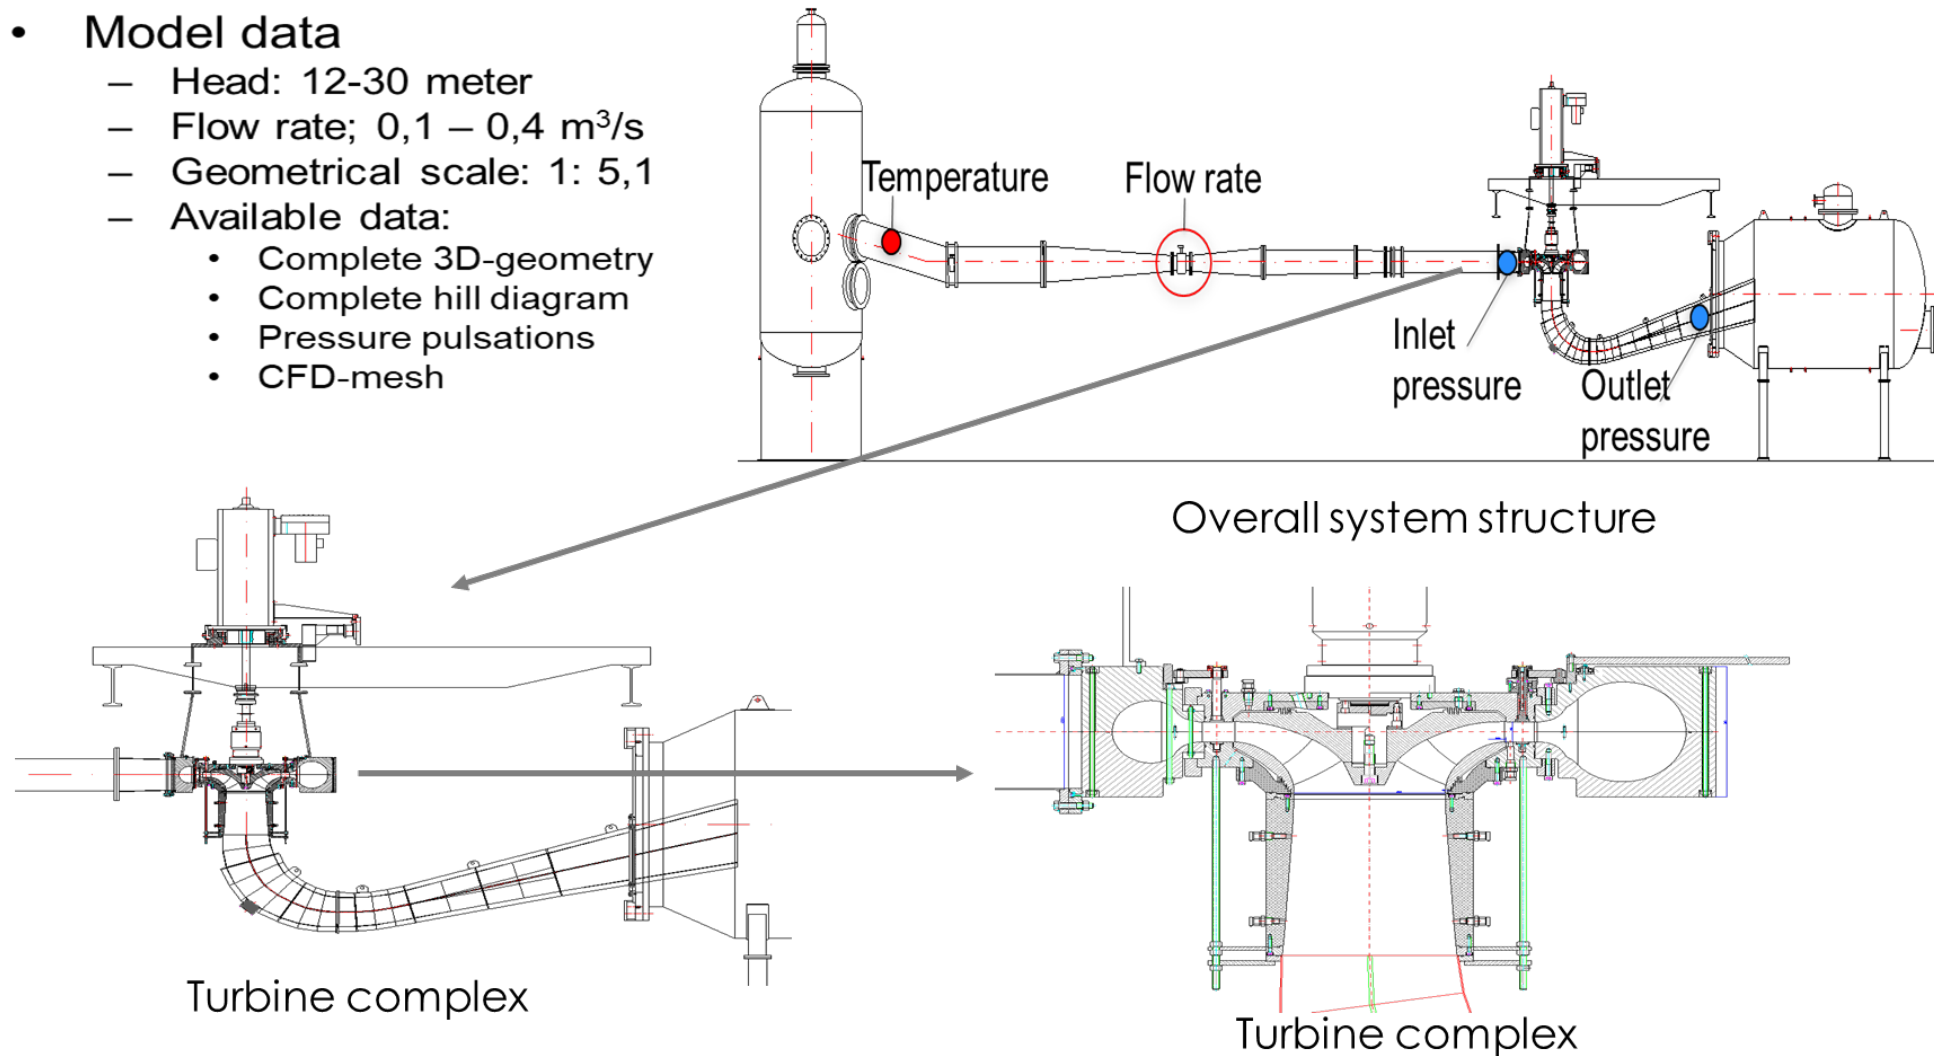 • Model data
– Head: 12-30 meter
– Flow rate; 0,1 – 0,4 m³/s
– Geometrical scale: 1: 5,1
– Available data:
• Complete 3D-geometry
• Complete hill diagram
• Pressure pulsations
• CFD-mesh
Temperature
Flow rate
Inlet
pressure
Outlet
pressure
Overall system structure
Turbine complex
Turbine complex